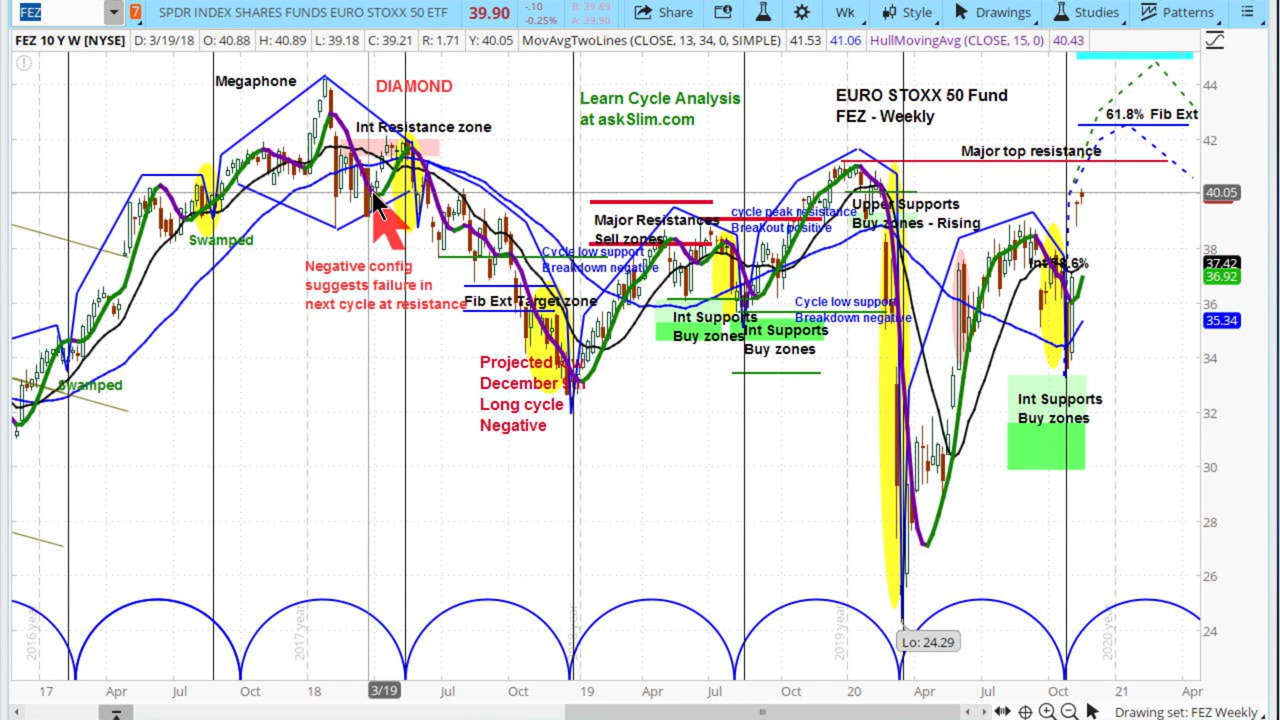 FEZ
7
SPDR INDEX SHARES FUNDS EURO STOXX 50 ETF
39.90
-.10
-0.25%
B: 39.89
A: 39.90
Share
Wk
Style
Drawings
Studies
Patterns
FEZ 10 Y W [NYSE]
D: 3/19/18
O: 40.88
H: 40.89
L: 39.18
C: 39.21
R: 1.71
Y: 40.05
MovAvgTwoLines (CLOSE, 13, 34, 0, SIMPLE)
41.53
41.06
HullMovingAvg (CLOSE, 15, 0)
40.43
Megaphone
DIAMOND
Int Resistance zone
Learn Cycle Analysis
at askSlim.com
EURO STOXX 50 Fund
FEZ - Weekly
61.8% Fib Ext
Major top resistance
Swamped
Negative config
suggests failure in
next cycle at resistance
Cycle low support
Breakdown negative
Fib Ext Target zone
Major Resistances
Sell zones
cycle peak resistance
Breakout positive
Upper Supports
Buy zones - Rising
Cycle low support
Breakdown negative
Int Supports
Buy zones
Int Supports
Buy zones
Swamped
Projected low
Long cycle
Negative
Int Supports
Buy zones
Lo: 24.29
44
42
40.05
38
37.42
36.92
36
35.34
34
32
30
28
26
24
2016 year
2017 year
2019 year
2020 year
17
Apr
Jul
Oct
18
3/19
Jul
Oct
19
Apr
Jul
Oct
20
Apr
Jul
Oct
21
Apr
Drawing set: FEZ Weekly